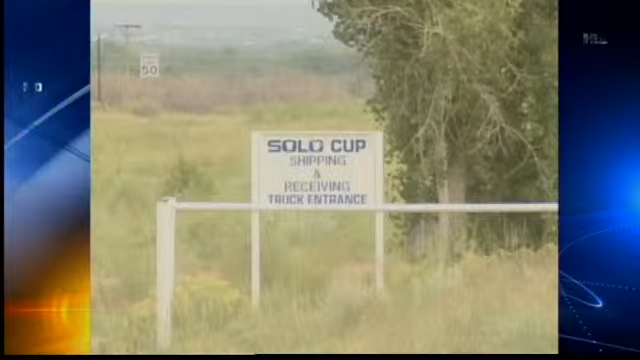 50
SOLO CUP
SHIPPING
&
RECEIVING
TRUCK ENTRANCE